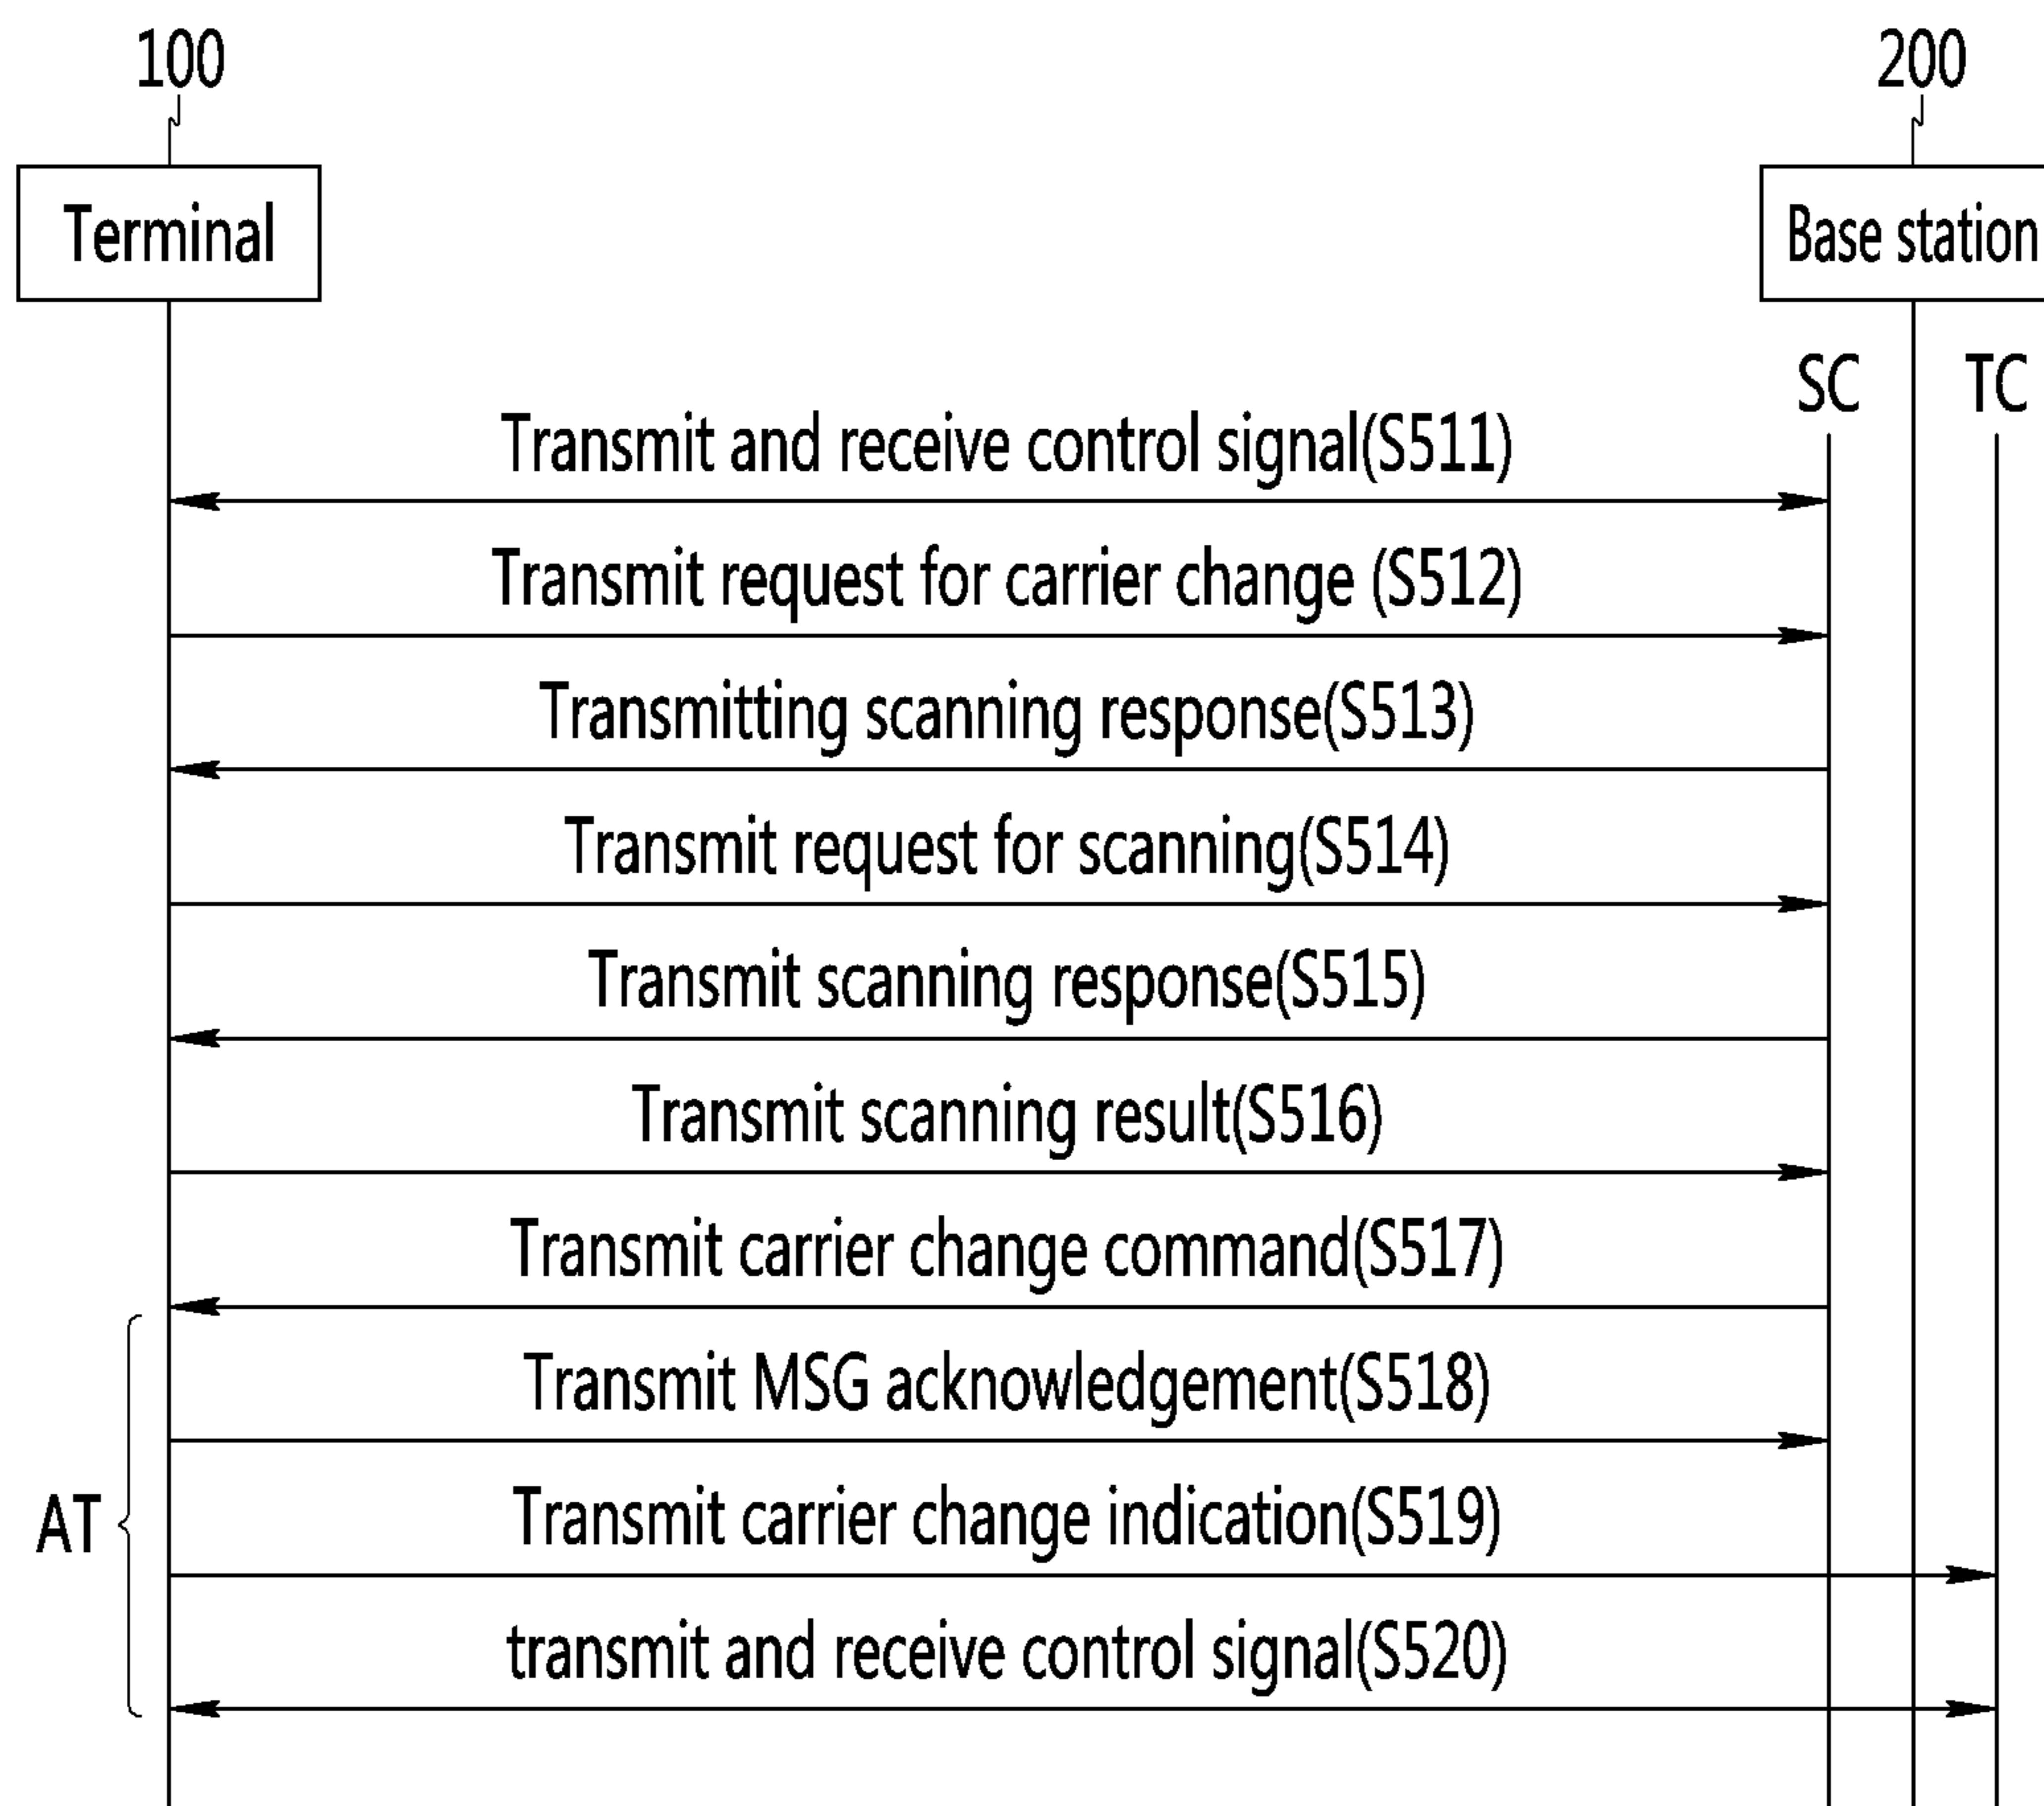 100
200
Terminal
Base station
SC
TC
Transmit and receive control signal(S511)
Transmit request for carrier change (S512)
Transmitting scanning response(S513)
Transmit request for scanning(S514)
Transmit scanning response(S515)
Transmit scanning result(S516)
Transmit carrier change command(S517)
Transmit MSG acknowledgement(S518)
AT
Transmit carrier change indication(S519)
transmit and receive control signal(S520)